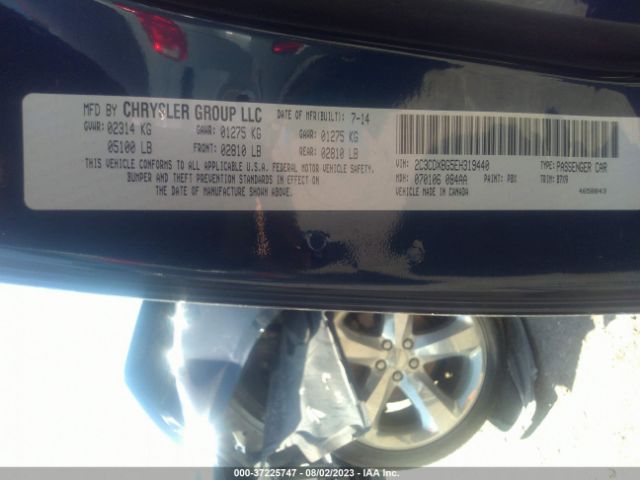 MFD BY CHRYSLER GROUP LLC DATE OF MFR(BUILT): 7-14
GVWR: 02314 KG GAWR: 01275 KG GAWR: 01275 KG
05100 LB FRONT: 02810 LB REAR: 02810 LB
THIS VEHICLE CONFORMS TO ALL APPLICABLE U.S.A. FEDERAL MOTOR VEHICLE SAFETY,
BUMPER AND THEFT PREVENTION STANDARDS IN EFFECT ON THE
DATE OF MANUFACTURE SHOWN ABOVE.
VIN: 2C3CDXBG5EH319440 TYPE: PASSENGER CAR
MDH: 070106 084AA PAINT: PBX TRIM: B7X9
VEHICLE MADE IN CANADA
000-37225747 - 08/02/2023 - IAA Inc.